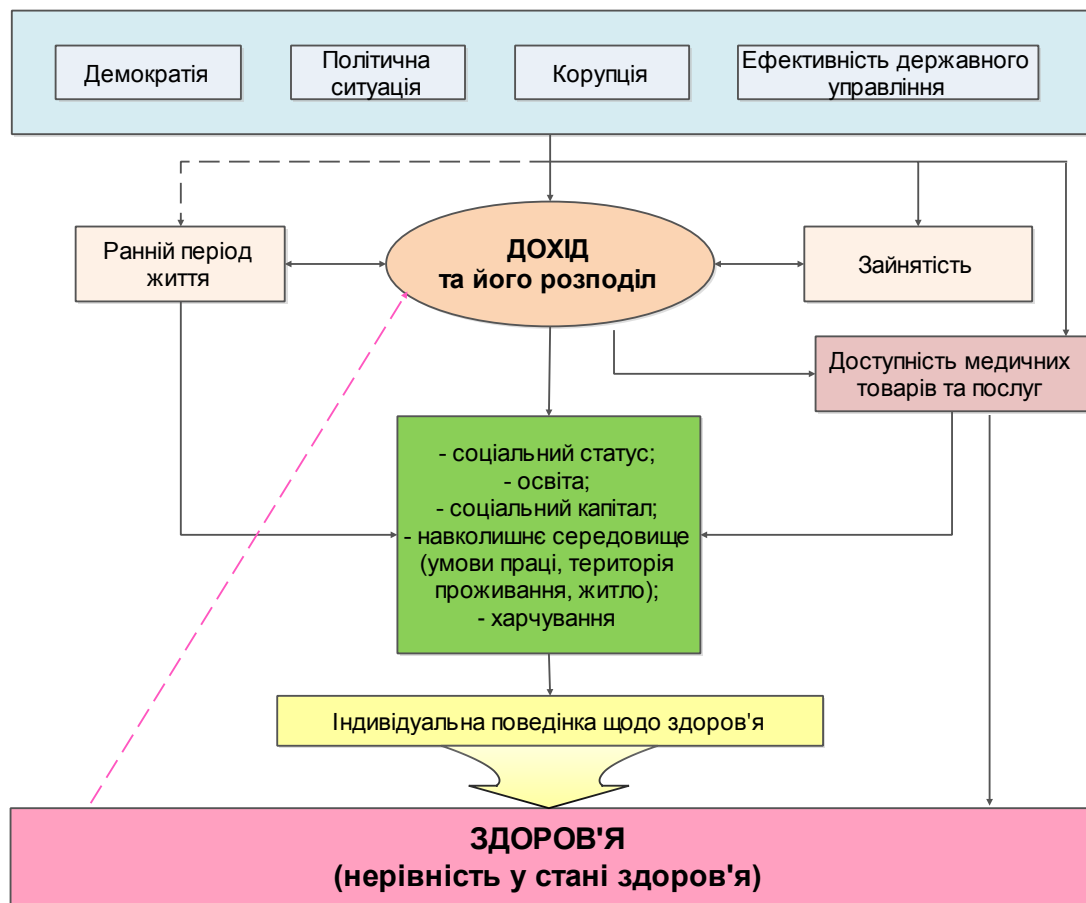 Демократія
Політична
ситуація
Корупція
Ефективність державного
управління
Ранній період
життя
ДОХІД
та його розподіл
Зайнятість
Доступність медичних
товарів та послуг
- соціальний статус;
- освіта;
- соціальний капітал;
- навколишнє середовище
(умови праці, територія
проживання, житло);
- харчування
Індивідуальна поведінка щодо здоров'я
ЗДОРОВ'Я
(нерівність у стані здоров'я)